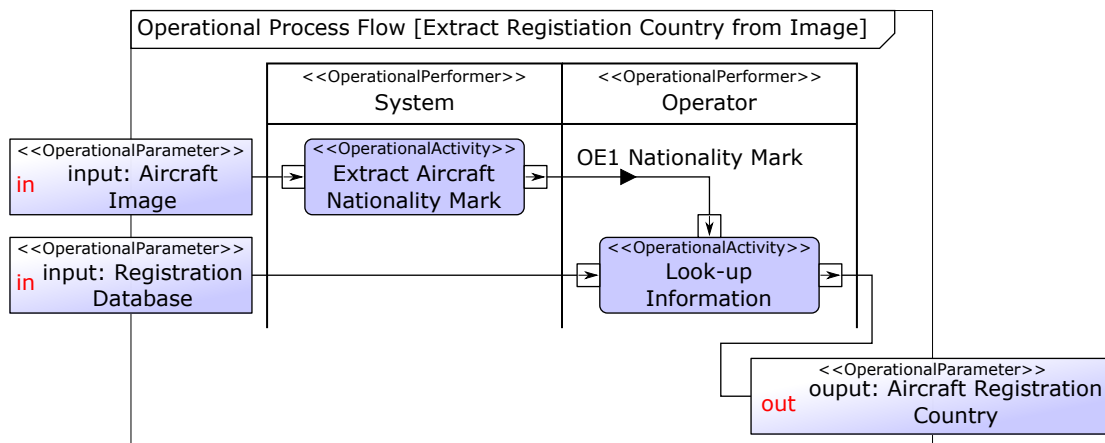 Operational Process Flow [Extract Registiation Country from Image]
<<OperationalPerformer>>
System
<<OperationalPerformer>>
Operator
<<OperationalParameter>>
in
input: Aircraft
Image
<<OperationalActivity>>
Extract Aircraft
Nationality Mark
OE1 Nationality Mark
<<OperationalParameter>>
in
input: Registration
Database
<<OperationalActivity>>
Look-up
Information
<<OperationalParameter>>
out
ouput: Aircraft Registration
Country